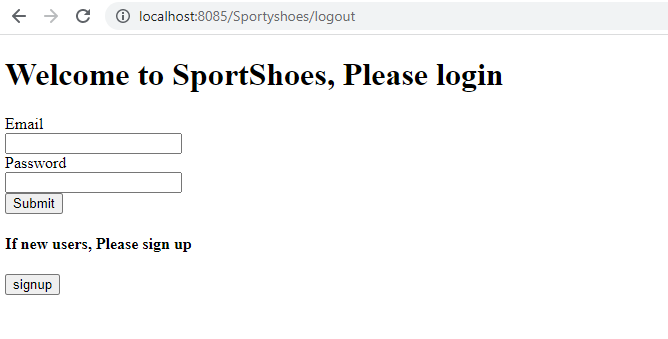 localhost:8085/Sportyshoes/logout
Welcome to SportShoes, Please login
Email
Password
Submit
If new users, Please sign up
signup